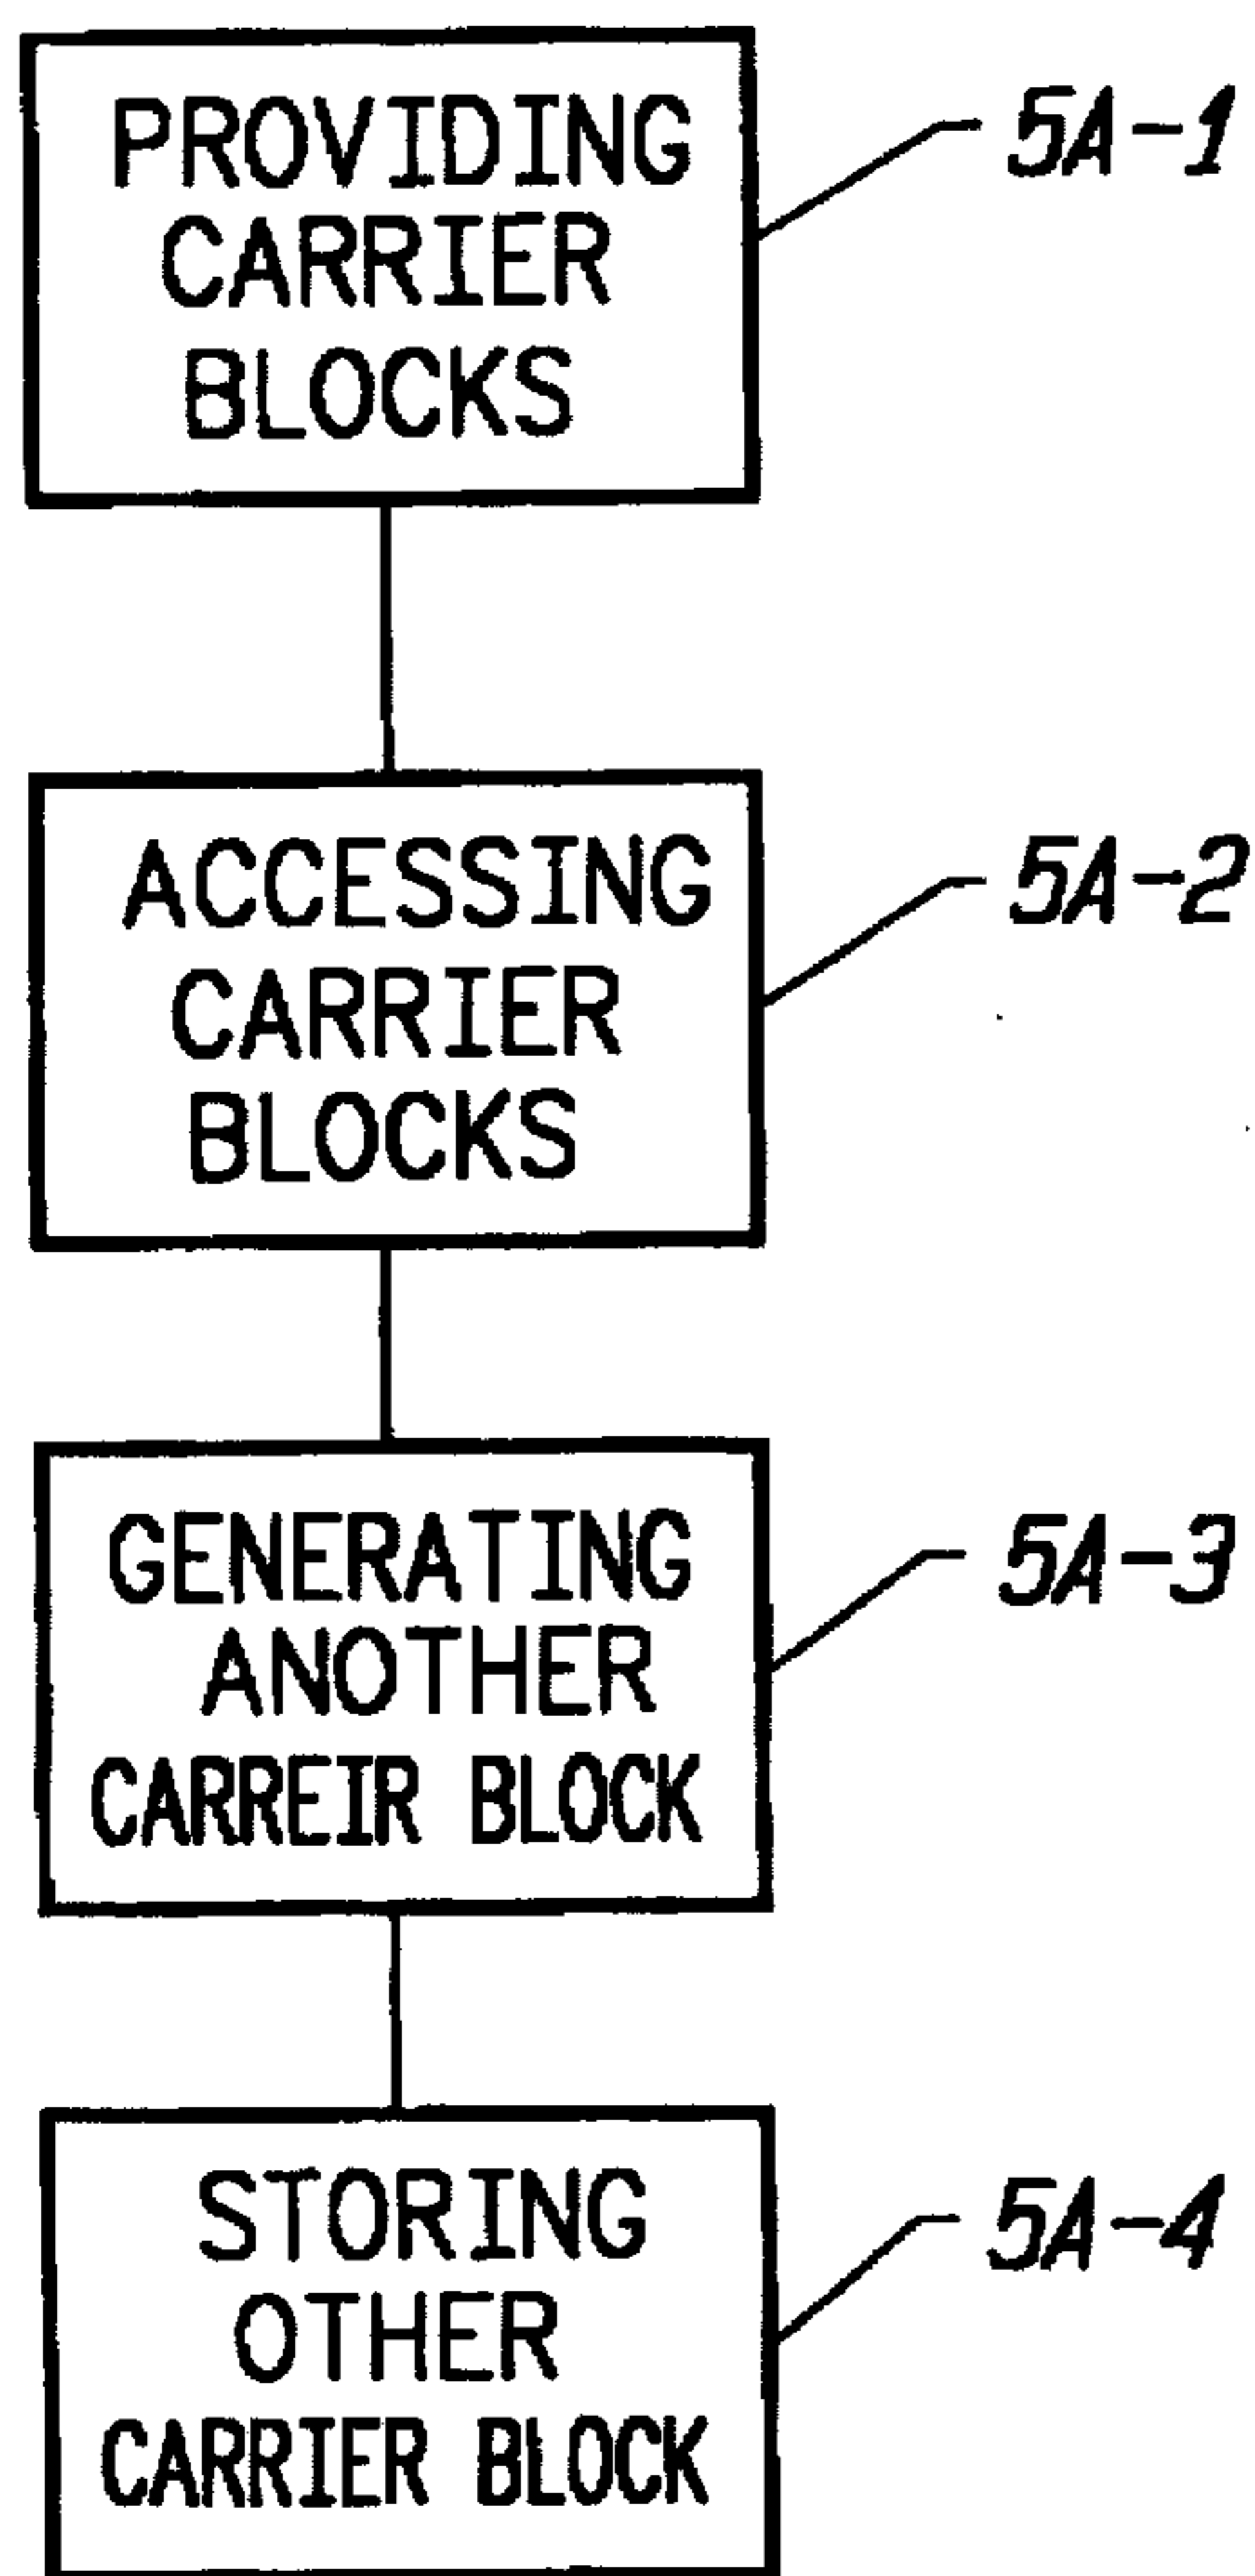 PROVIDING
CARRIER
BLOCKS
5A-1
ACCESSING
CARRIER
BLOCKS
5A-2
GENERATING
ANOTHER
CARREIR BLOCK
5A-3
STORING
OTHER
CARRIER BLOCK
5A-4